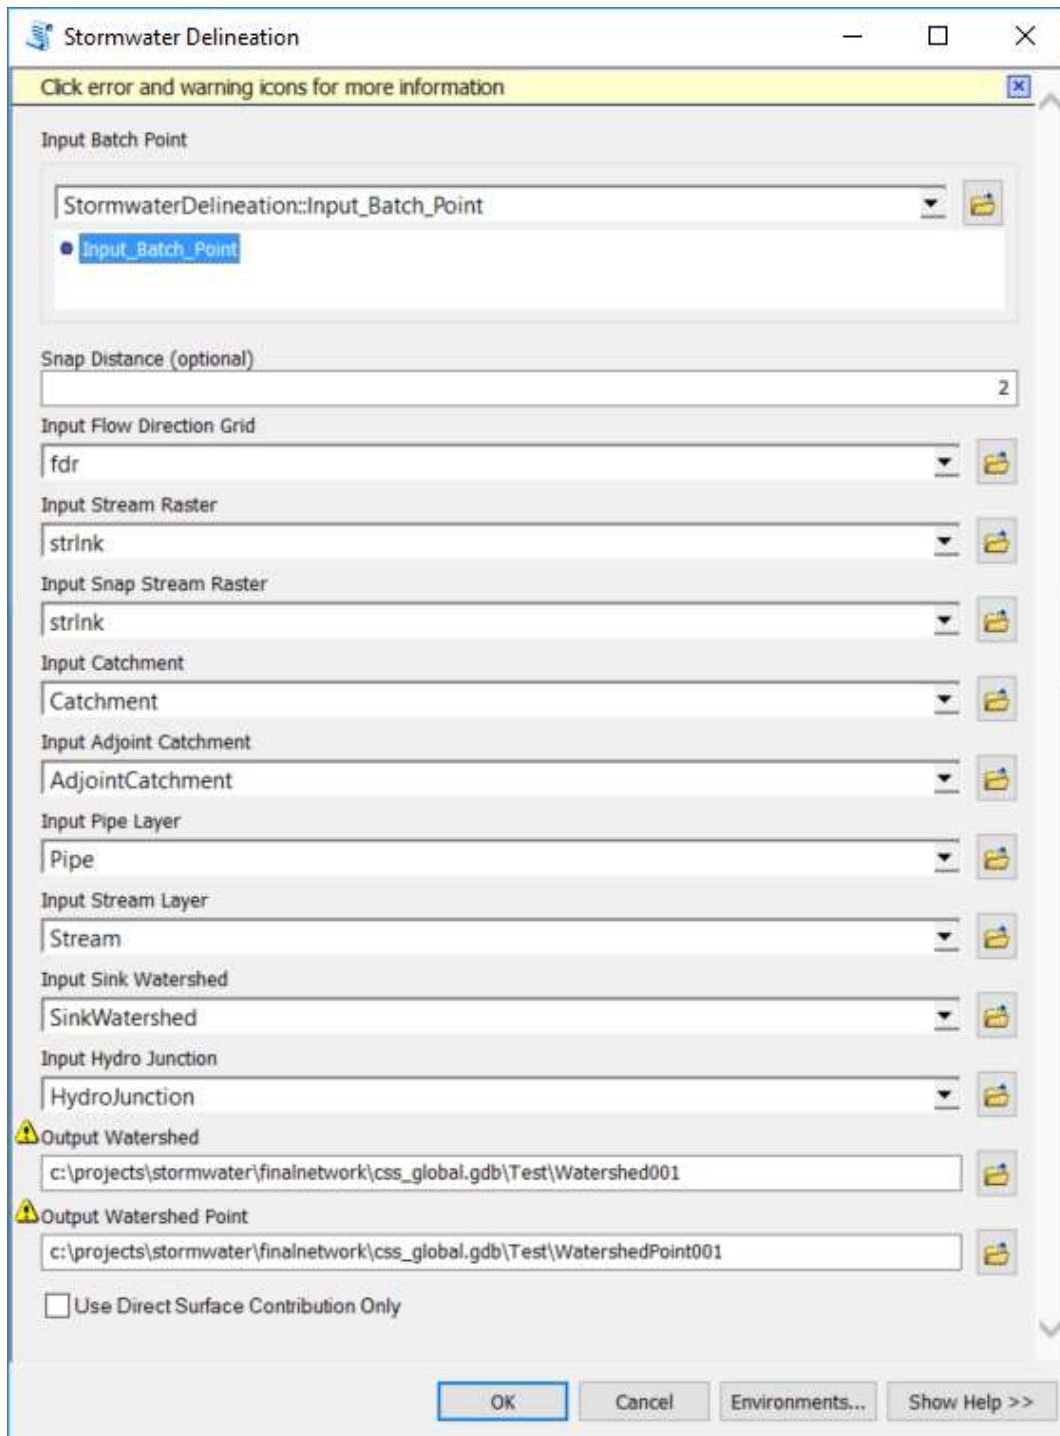 Stormwater Delineation
Click error and warning icons for more information
Input Batch Point
StormwaterDelineation::Input_Batch_Point
Input_Batch_Point
Snap Distance (optional)
2
Input Flow Direction Grid
fdr
Input Stream Raster
strlnk
Input Snap Stream Raster
strlnk
Input Catchment
Catchment
Input Adjoint Catchment
AdjointCatchment
Input Pipe Layer
Pipe
Input Stream Layer
Stream
Input Sink Watershed
SinkWatershed
Input Hydro Junction
HydroJunction
Output Watershed
c:\projects\stormwater\finalnetwork\css_global.gdb\Test\Watershed001
Output Watershed Point
c:\projects\stormwater\finalnetwork\css_global.gdb\Test\WatershedPoint001
Use Direct Surface Contribution Only
OK Cancel Environments... Show Help >>